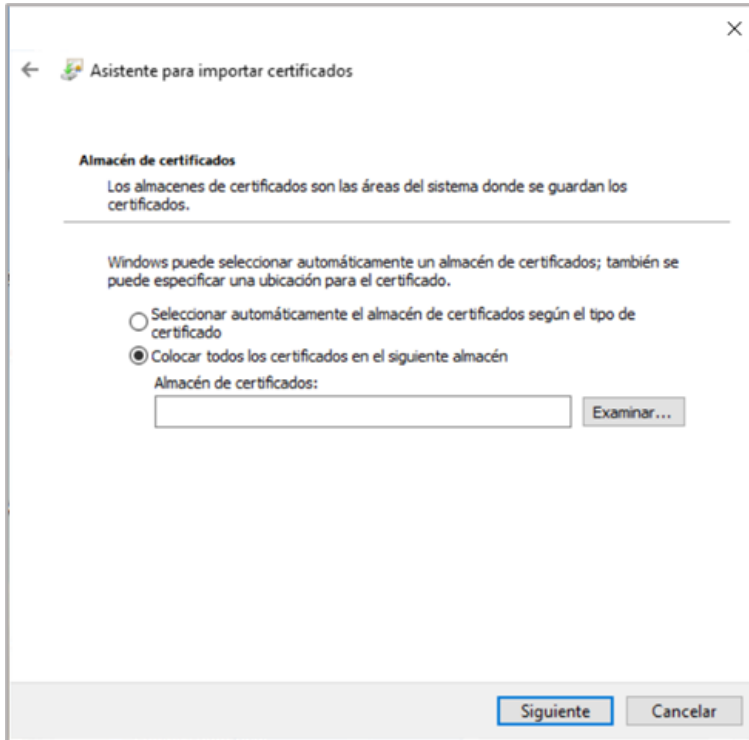 Asistente para importar certificados
Almacén de certificados
Los almacenes de certificados son las áreas del sistema donde se guardan los
certificados.
Windows puede seleccionar automáticamente un almacén de certificados; también se
puede especificar una ubicación para el certificado.
Seleccionar automáticamente el almacén de certificados según el tipo de
certificado
Colocar todos los certificados en el siguiente almacén
Almacén de certificados:
Examinar...
Siguiente
Cancelar